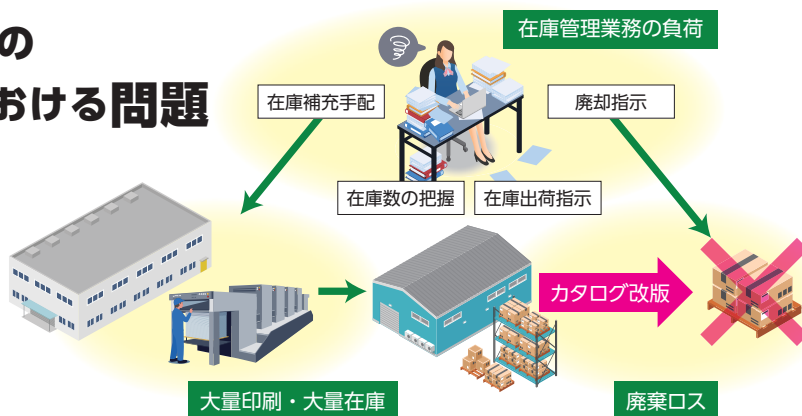 の
おける問題
在庫管理業務の負荷
在庫補充手配
廃却指示
在庫数の把握
在庫出荷指示
カタログ改版
大量印刷・大量在庫
廃棄ロス